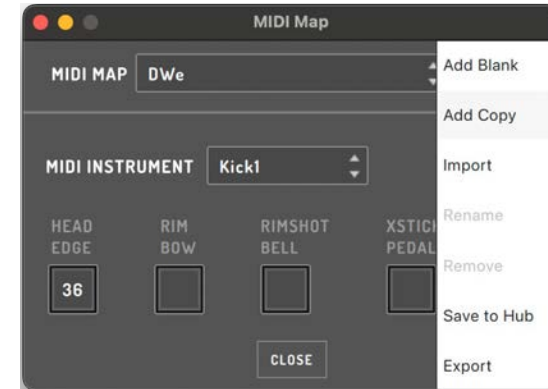 MIDI Map
MIDI MAP DWe
Add Blank
Add Copy
MIDI INSTRUMENT Kick1
Import
HEAD EDGE RIM BOW RIMSHOT BELL PEDAL
Rename
Remove
36
Save to Hub
CLOSE
Export